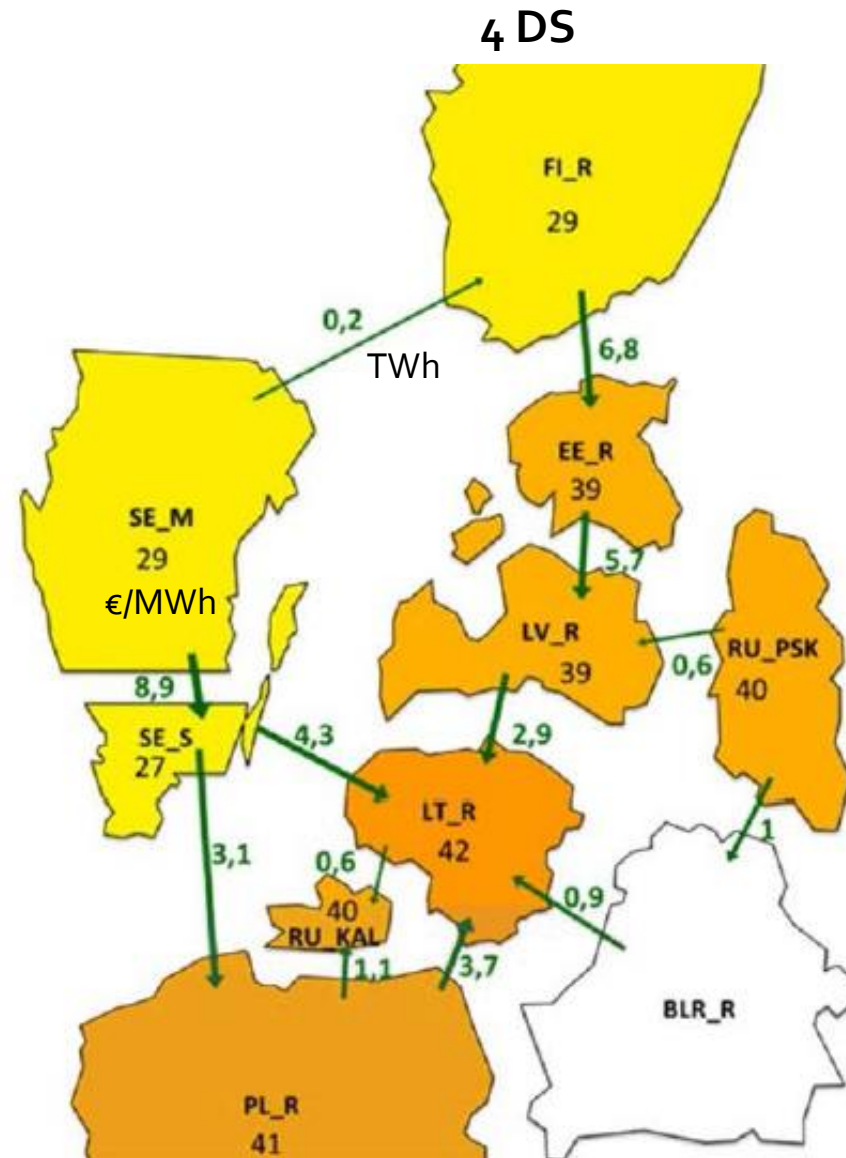 4 DS
FI_R
29
0,2
TWh
6,8
EE_R
39
SE_M
29
€/MWh
5,7
LV_R
39
0,6
RU_PSK
40
8,9
SE_S
27
4,3
2,9
LT_R
42
3,1
0,6
1
40
RU_KAL
0,9
1,1
3,7
BLR_R
PL_R
41